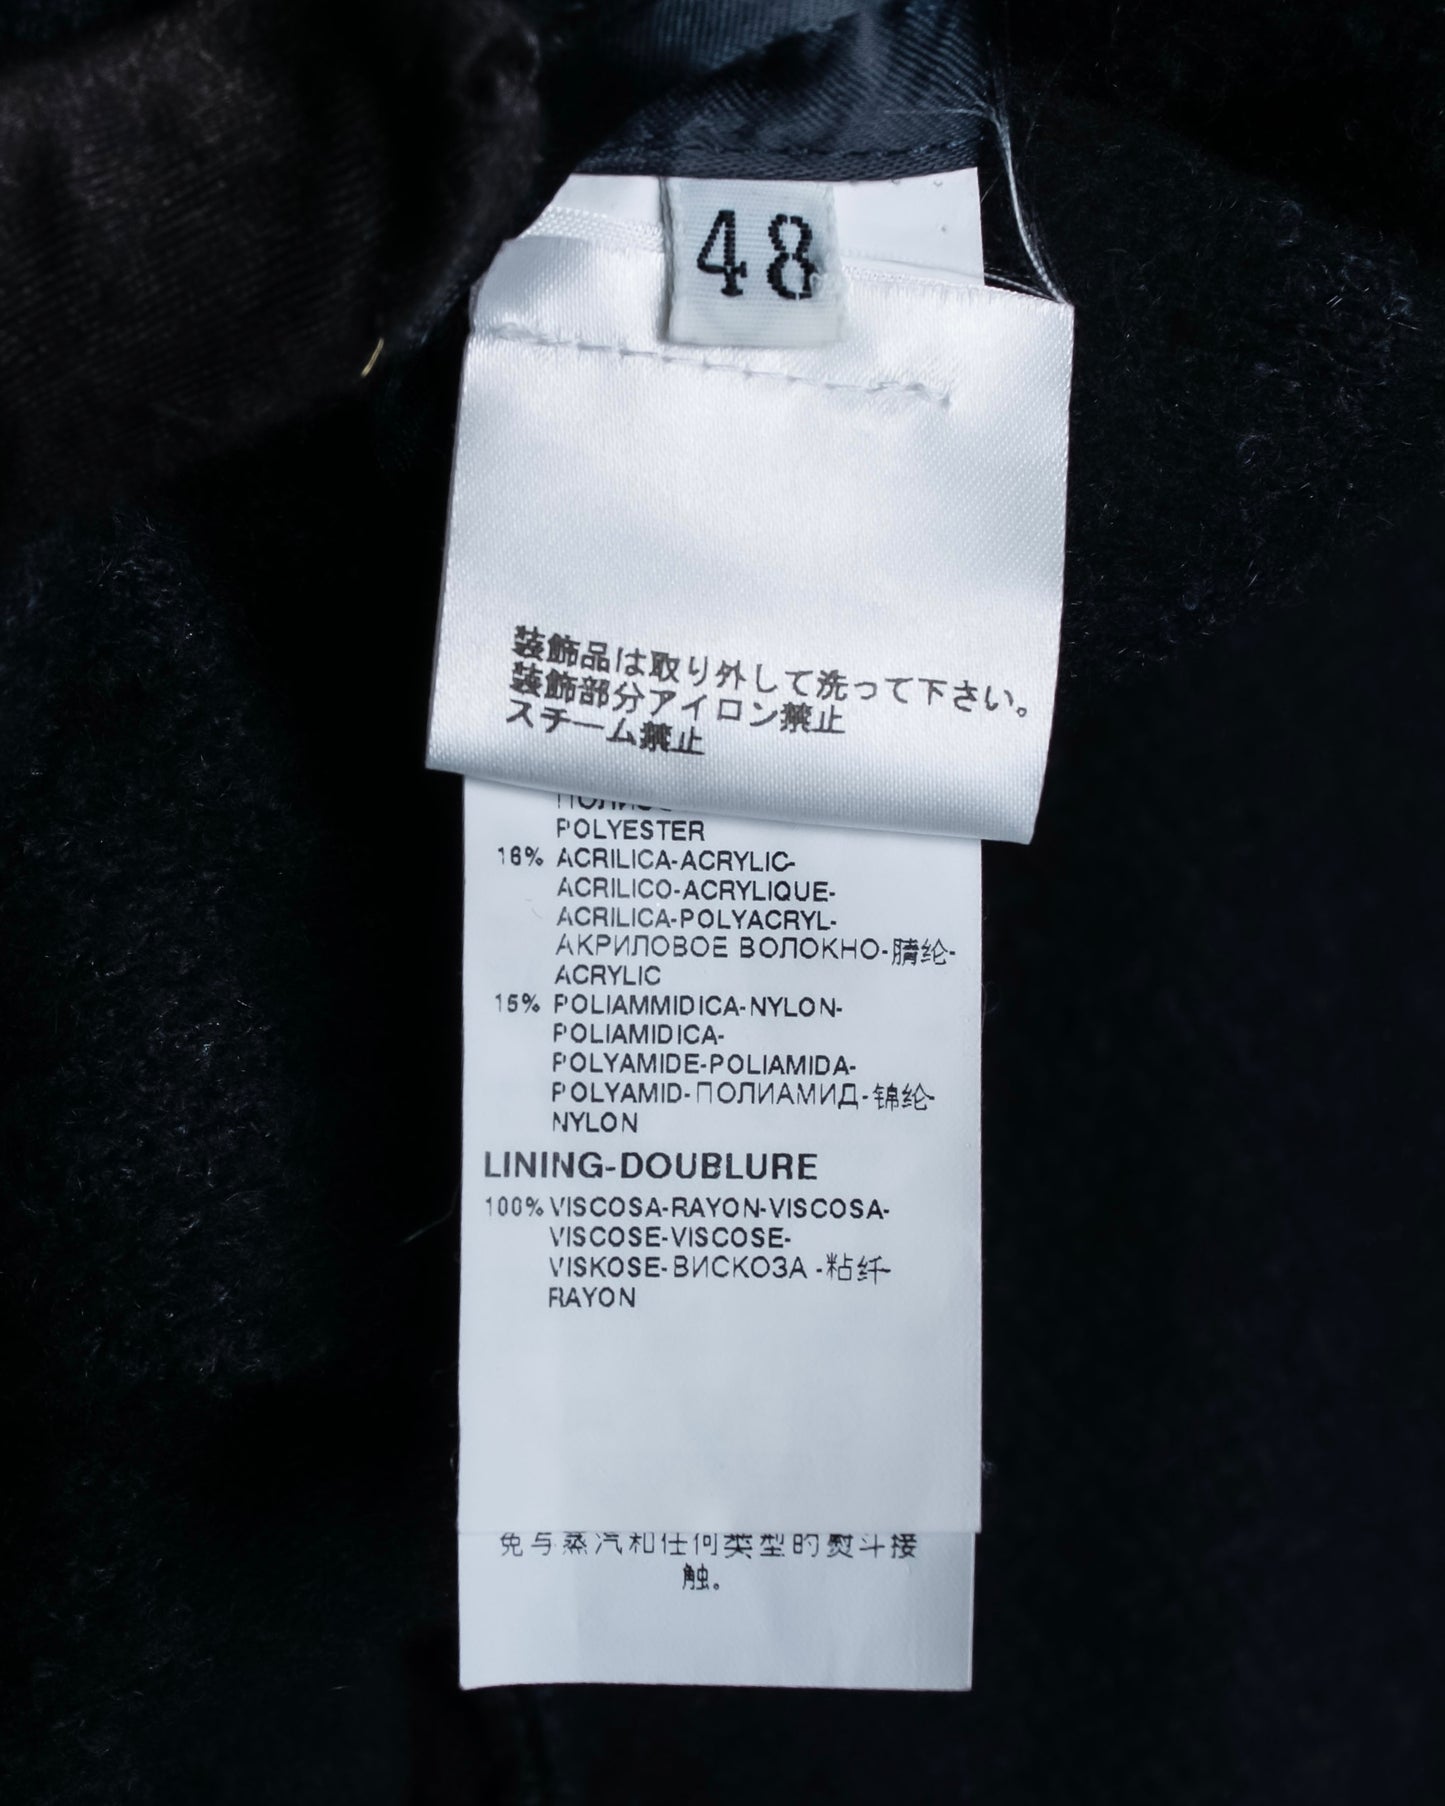 48
装飾品は取り外して洗って下さい。
装飾部分アイロン禁止
スチーム禁止
POLYESTER
16% ACRILICA-ACRYLIC-
ACRILICO-ACRYLIQUE-
ACRILICA-POLYACRYL-
АКРИЛОВОЕ ВОЛОКНО-腈纶-
ACRYLIC
15% POLIAMMIDICA-NYLON-
POLIAMIDICA-
POLYAMIDE-POLIAMIDA-
POLYAMID-ПОЛИАМИД-锦纶-
NYLON
LINING-DOUBLURE
100% VISCOSA-RAYON-VISCOSA-
VISCOSE-VISCOSE-
VISKOSE-ВИСКОЗА -粘纤-
RAYON
免与蒸汽和任何类型的熨斗接
触。